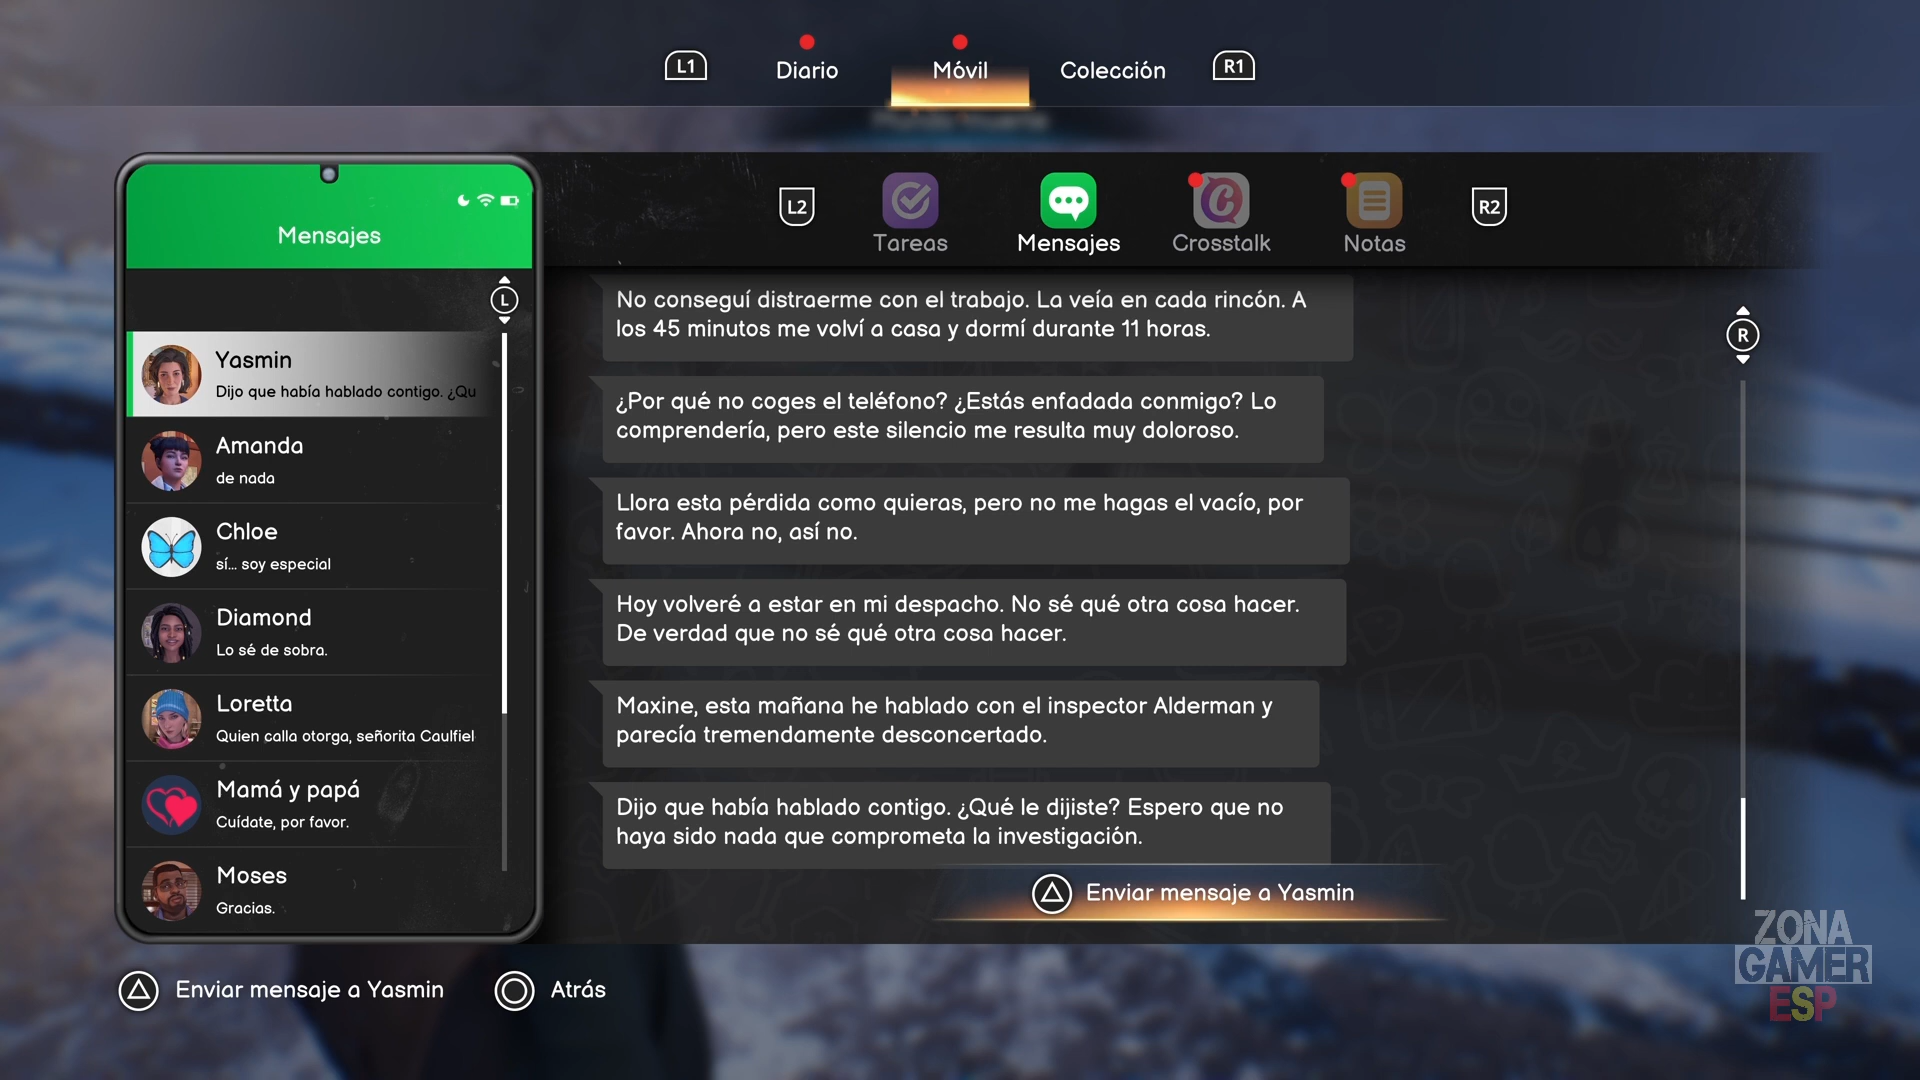 L1
Diario
Móvil
Colección
R1
Mensajes
L
Yasmin
Dijo que había hablado contigo. ¿Qu
Amanda
de nada
Chloe
sí... soy especial
Diamond
Lo sé de sobra.
Loretta
Quien calla otorga, señorita Caulfiel
Mamá y papá
Cuídate, por favor.
Moses
Gracias.
L2
Tareas
Mensajes
Crosstalk
Notas
R2
No conseguí distraerme con el trabajo. La veía en cada rincón. A
los 45 minutos me volví a casa y dormí durante 11 horas.
¿Por qué no coges el teléfono? ¿Estás enfadada conmigo? Lo
comprendería, pero este silencio me resulta muy doloroso.
Llora esta pérdida como quieras, pero no me hagas el vacío, por
favor. Ahora no, así no.
Hoy volveré a estar en mi despacho. No sé qué otra cosa hacer.
De verdad que no sé qué otra cosa hacer.
Maxine, esta mañana he hablado con el inspector Alderman y
parecía tremendamente desconcertado.
Dijo que había hablado contigo. ¿Qué le dijiste? Espero que no
haya sido nada que comprometa la investigación.
Enviar mensaje a Yasmin
R
Enviar mensaje a Yasmin
Atrás
ZONA
GAMER
ESP